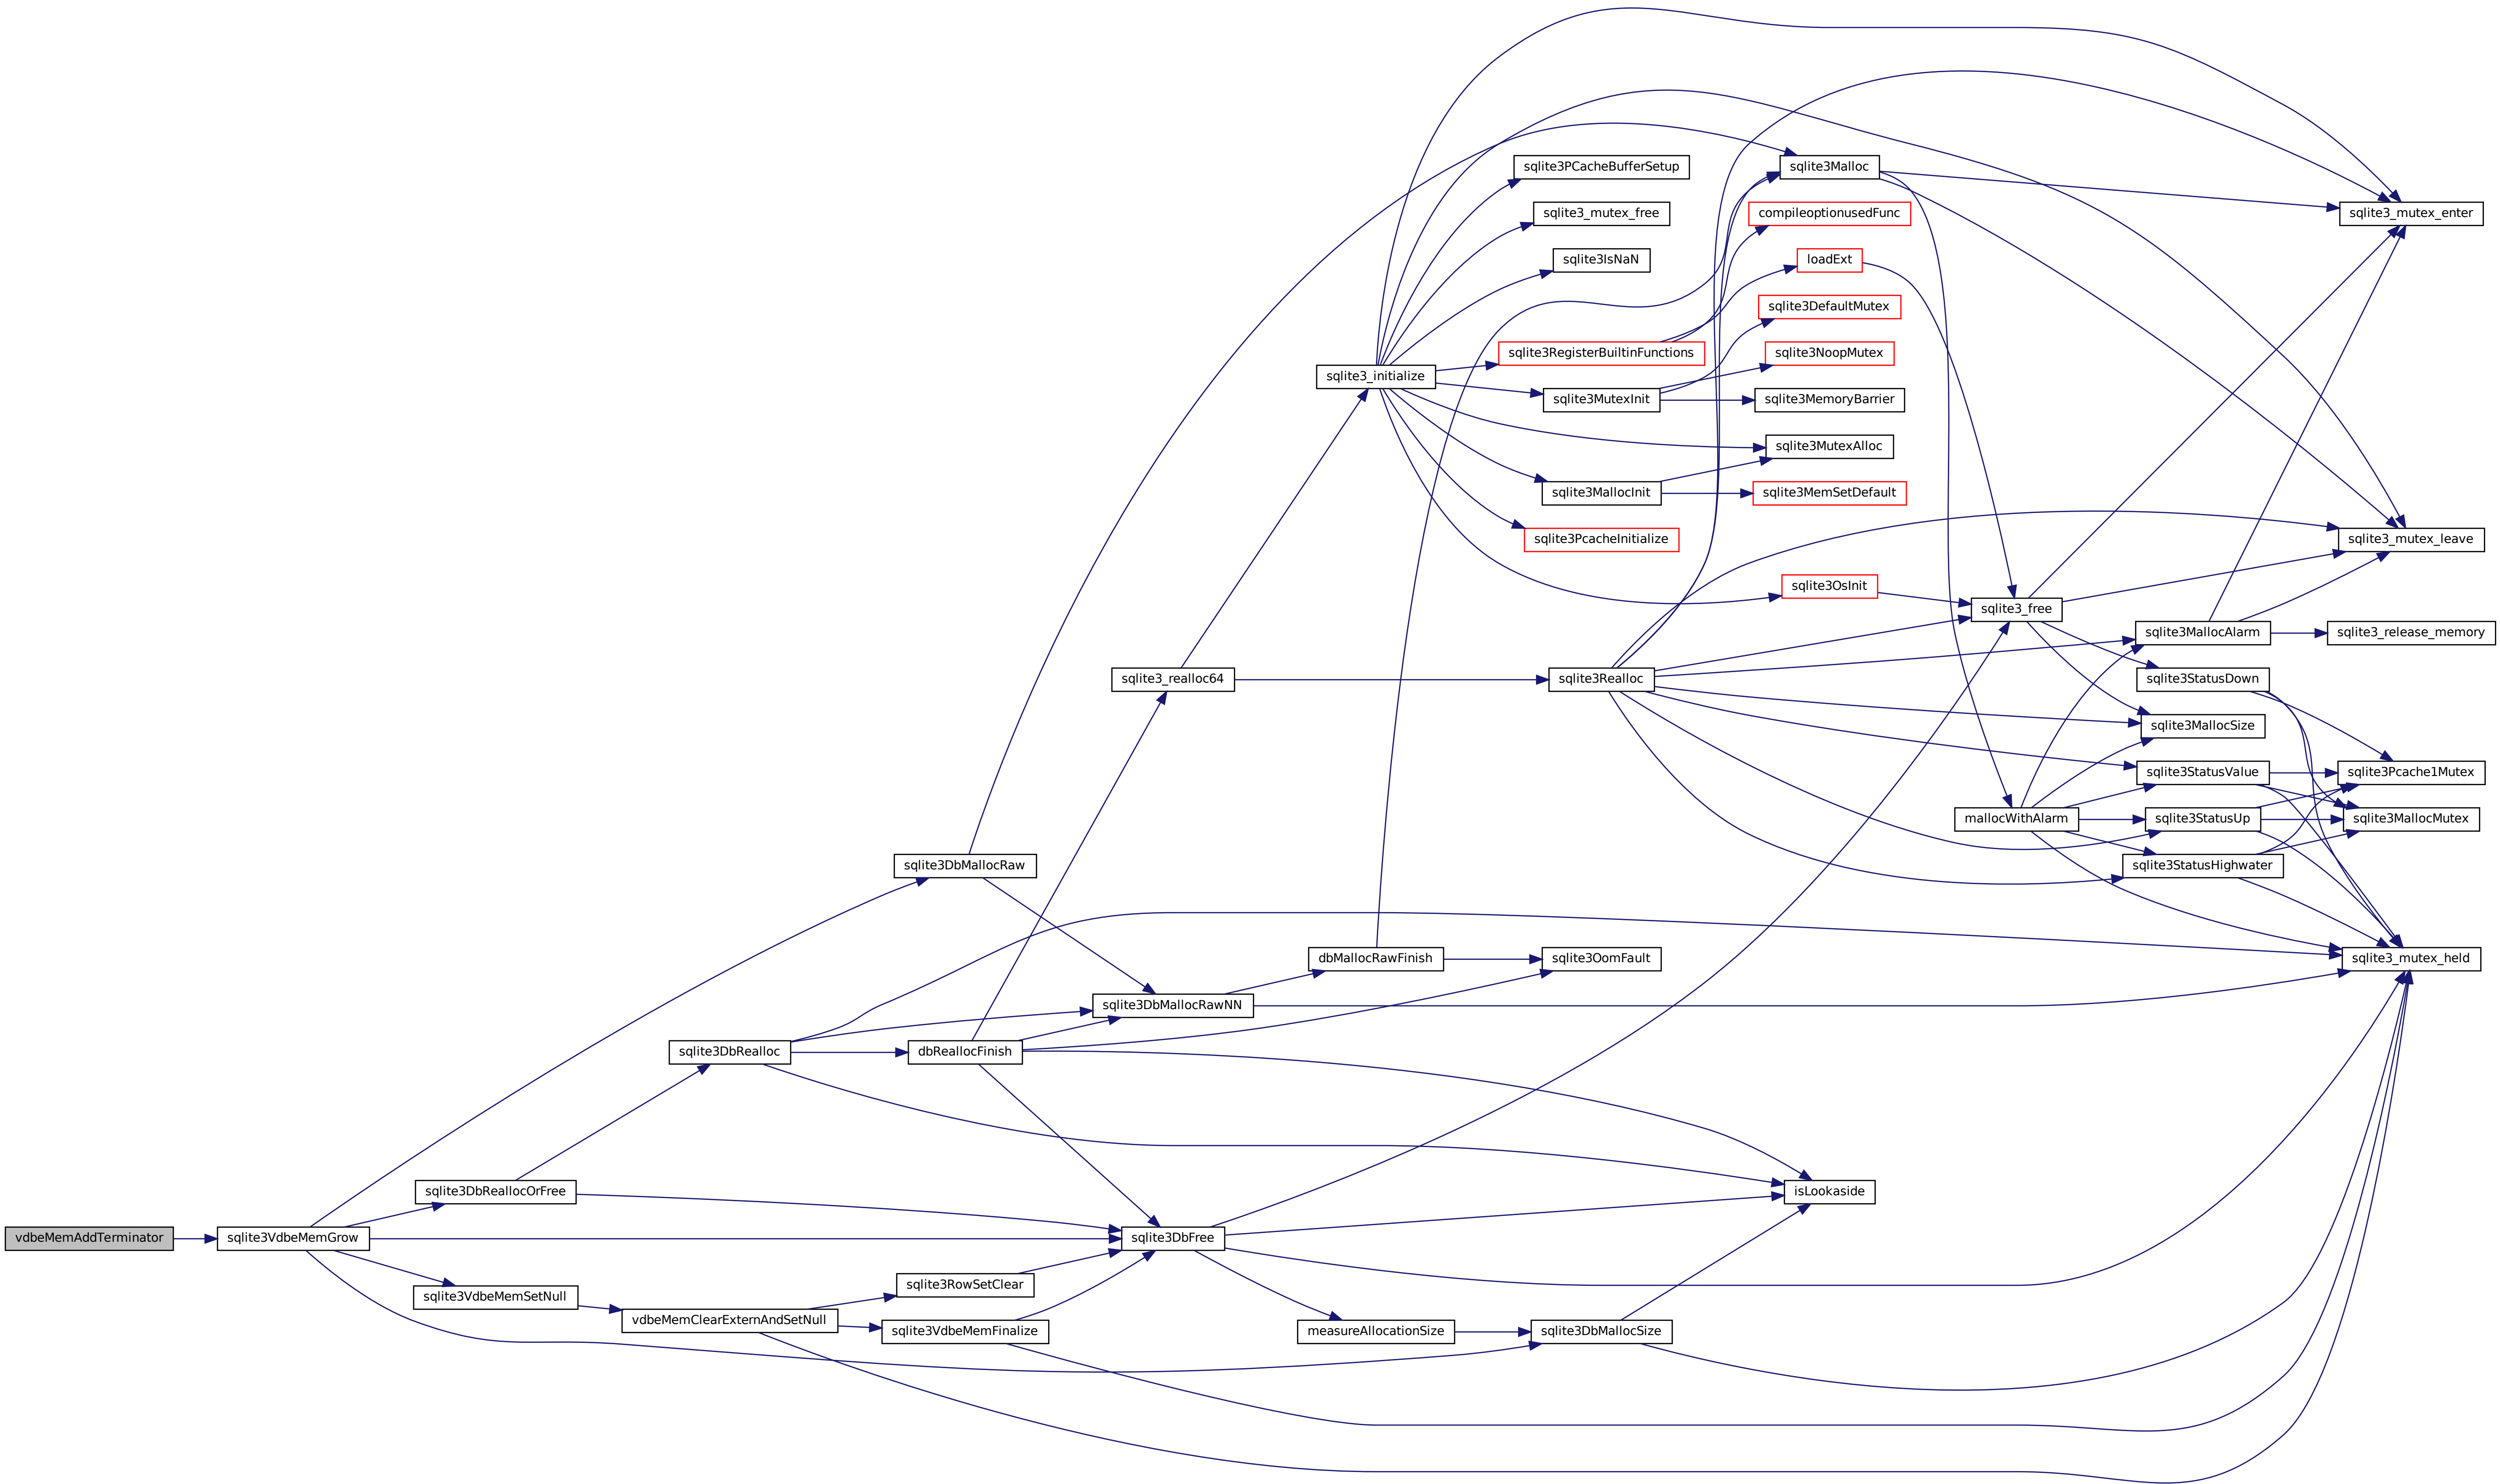 vdbeMemAddTerminator
sqlite3VdbeMemGrow
sqlite3DbReallocOrFree
sqlite3VdbeMemSetNull
sqlite3DbRealloc
vdbeMemClearExternAndSetNull
sqlite3DbMallocRaw
dbReallocFinish
sqlite3RowSetClear
sqlite3VdbeMemFinalize
sqlite3_realloc64
sqlite3DbMallocRawNN
sqlite3DbFree
sqlite3_initialize
dbMallocRawFinish
measureAllocationSize
sqlite3PCacheBufferSetup
sqlite3_mutex_free
sqlite3IsNaN
sqlite3RegisterBuiltinFunctions
sqlite3MutexInit
sqlite3MallocInit
sqlite3PcacheInitialize
sqlite3Realloc
sqlite3OomFault
sqlite3DbMallocSize
sqlite3Malloc
compileoptionusedFunc
loadExt
sqlite3DefaultMutex
sqlite3NoopMutex
sqlite3MemoryBarrier
sqlite3MutexAlloc
sqlite3MemSetDefault
sqlite3OsInit
isLookaside
sqlite3_free
mallocWithAlarm
sqlite3MallocAlarm
sqlite3StatusDown
sqlite3MallocSize
sqlite3StatusValue
sqlite3StatusUp
sqlite3StatusHighwater
sqlite3_mutex_enter
sqlite3_mutex_leave
sqlite3_release_memory
sqlite3Pcache1Mutex
sqlite3MallocMutex
sqlite3_mutex_held